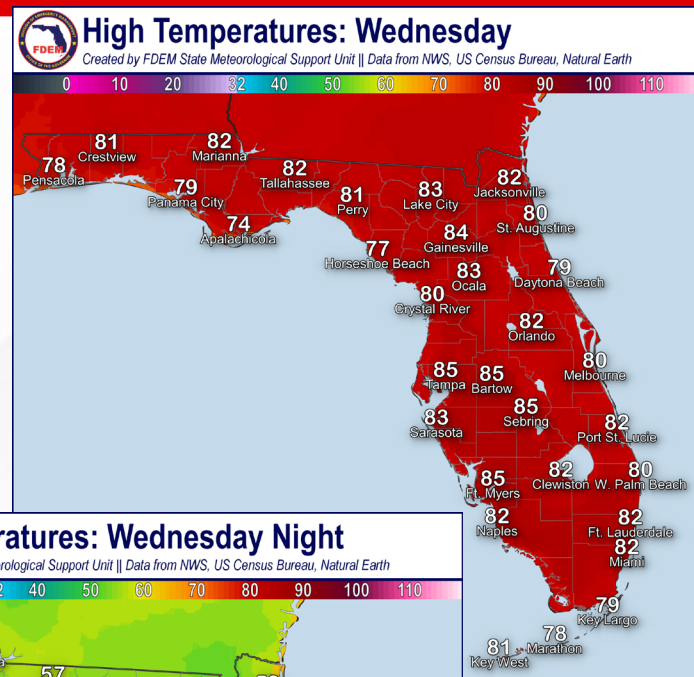 FDEM
High Temperatures: Wednesday
Created by FDEM State Meteorological Support Unit || Data from NWS, US Census Bureau, Natural Earth
0 10 20 32 40 50 60 70 80 90 100 110
81
Crestview
82
Marianna
78
Pensacola
79
Panama City
82
Tallahassee
74
Apalachicola
81
Perry
83
Lake City
82
Jacksonville
80
St. Augustine
84
Gainesville
77
Horseshoe Beach
83
Ocala
79
Daytona Beach
80
Crystal River
82
Orlando
80
Melbourne
85
Tampa
85
Bartow
83
Sarasota
85
Sebring
82
Port St. Lucie
85
Ft. Myers
82
Clewiston
80
W. Palm Beach
82
Naples
82
Ft. Lauderdale
82
Miami
79
Key Largo
78
Marathon
81
Key West
ratures: Wednesday Night
rological Support Unit || Data from NWS, US Census Bureau, Natural Earth
2 40 50 60 70 80 90 100 110
a
57